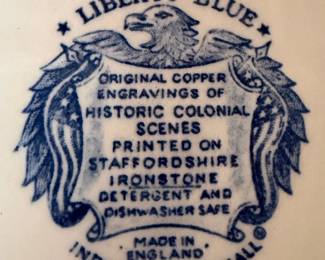 LIBERTY BLUE
ORIGINAL COPPER
ENGRAVINGS OF
HISTORIC COLONIAL
SCENES
PRINTED ON
STAFFORDSHIRE
IRONSTONE
DETERGENT AND
DISHWASHER SAFE
MADE IN
ENGLAND